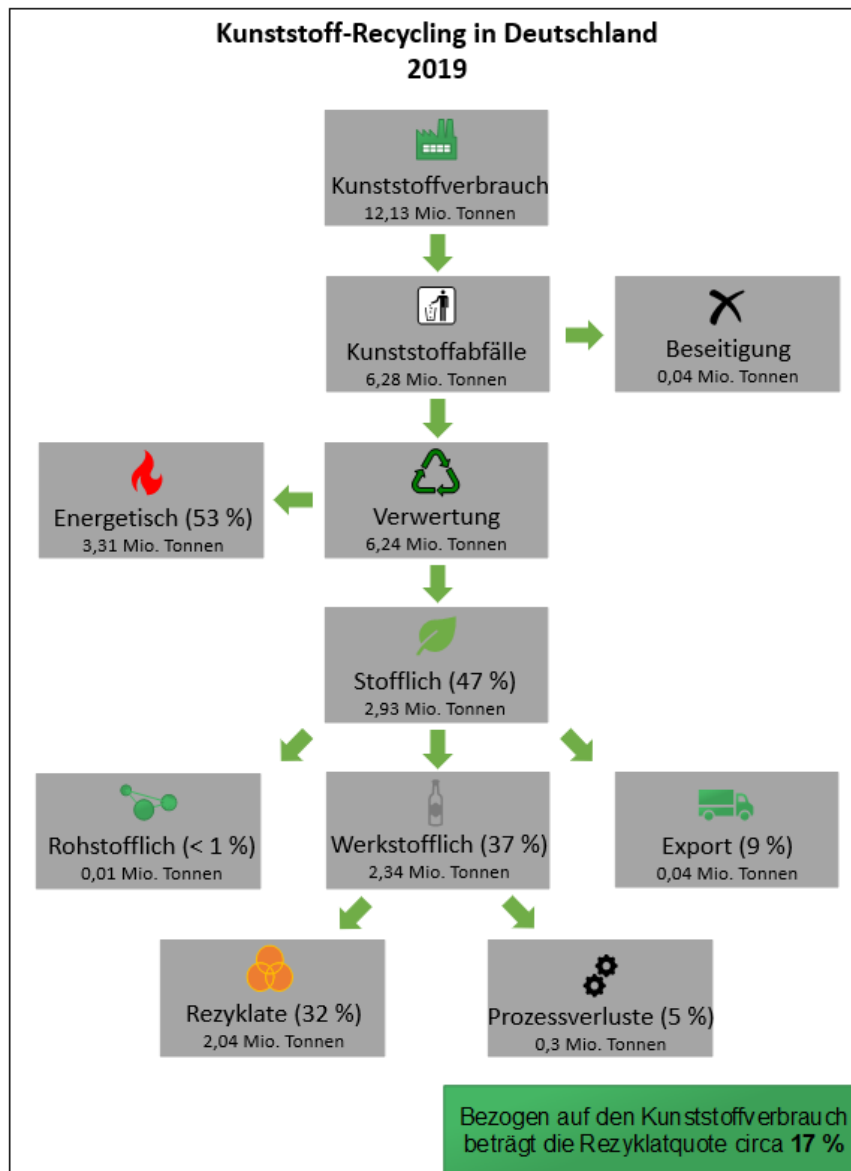 Kunststoff-Recycling in Deutschland
2019
Kunststoffverbrauch
12,13 Mio. Tonnen
Kunststoffabfälle
6,28 Mio. Tonnen
Beseitigung
0,04 Mio. Tonnen
Energetisch (53 %)
3,31 Mio. Tonnen
Verwertung
6,24 Mio. Tonnen
Stofflich (47 %)
2,93 Mio. Tonnen
Rohstofflich (< 1 %)
0,01 Mio. Tonnen
Werkstofflich (37 %)
2,34 Mio. Tonnen
Export (9 %)
0,04 Mio. Tonnen
Rezyklate (32 %)
2,04 Mio. Tonnen
Prozessverluste (5 %)
0,3 Mio. Tonnen
Bezogen auf den Kunststoffverbrauch
beträgt die Rezyklatquote circa 17 %